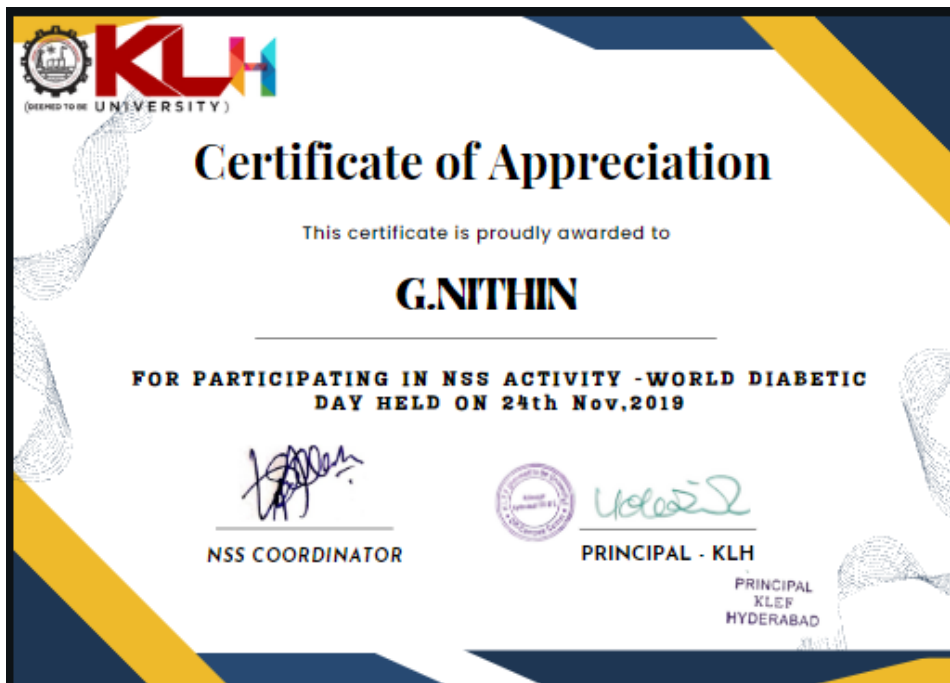 KLH
(DEEMED TO BE UNIVERSITY)
Certificate of Appreciation
This certificate is proudly awarded to
G.NITHIN
FOR PARTICIPATING IN NSS ACTIVITY -WORLD DIABETIC
DAY HELD ON 24th Nov,2019
NSS COORDINATOR
PRINCIPAL - KLH
PRINCIPAL
KLEF
HYDERABAD